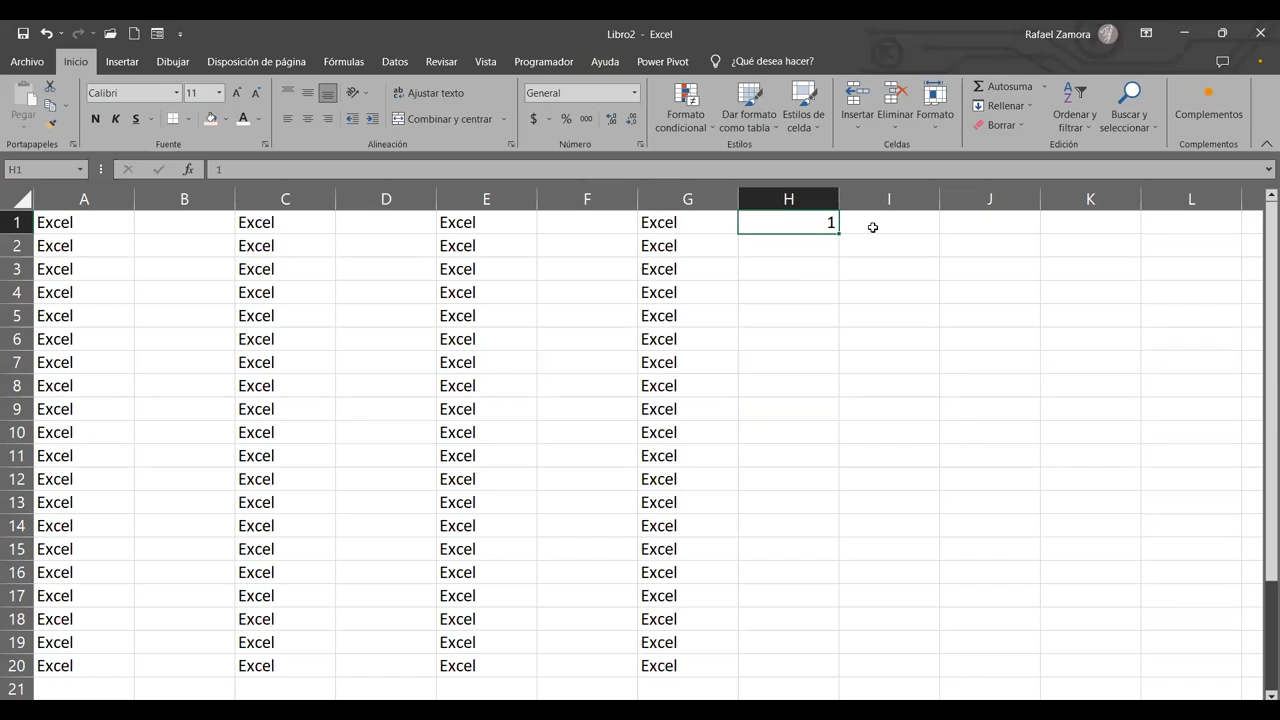 Libro2 - Excel
Rafael Zamora
Archivo Inicio Insertar Dibujar Disposición de página Fórmulas Datos Revisar Vista Programador Ayuda Power Pivot ¿Qué desea hacer?
Pegar
Calibri 11
N K S A
Ajustar texto
Combinar y centrar
General
$ % 000
Formato condicional
Dar formato como tabla
Estilos de celda
Insertar Eliminar Formato
Autosuma
Rellenar
Borrar
Ordenar y filtrar
Buscar y seleccionar
Complementos
Portapapeles Fuente Alineación Número Estilos Celdas Edición Complementos
H1 fx 1
A B C D E F G H I J K L
1 Excel Excel Excel Excel 1
2 Excel Excel Excel Excel
3 Excel Excel Excel Excel
4 Excel Excel Excel Excel
5 Excel Excel Excel Excel
6 Excel Excel Excel Excel
7 Excel Excel Excel Excel
8 Excel Excel Excel Excel
9 Excel Excel Excel Excel
10 Excel Excel Excel Excel
11 Excel Excel Excel Excel
12 Excel Excel Excel Excel
13 Excel Excel Excel Excel
14 Excel Excel Excel Excel
15 Excel Excel Excel Excel
16 Excel Excel Excel Excel
17 Excel Excel Excel Excel
18 Excel Excel Excel Excel
19 Excel Excel Excel Excel
20 Excel Excel Excel Excel
21